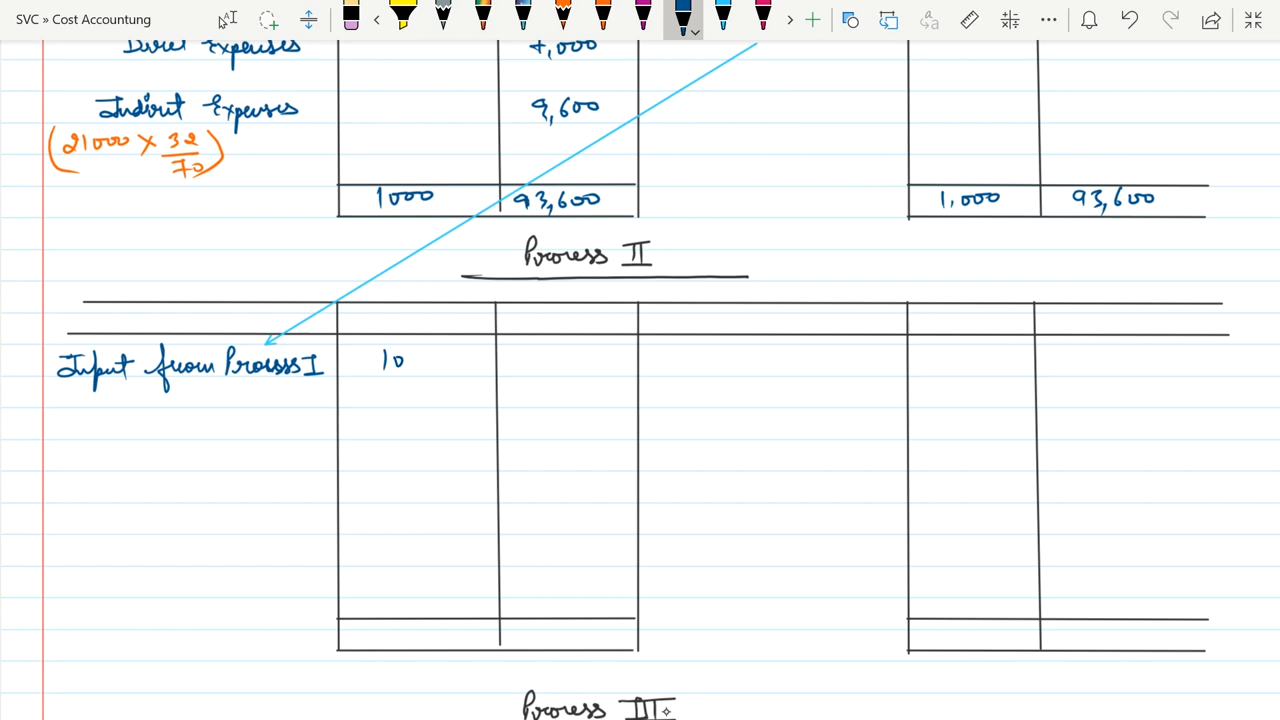 SVC » Cost Accountung
Direct Expenses 7,000
Indirect Expenses 9,600
(21000 × 32/70)
1000 93,600 1,000 93,600
Process II
Input from Process I 10
Process III